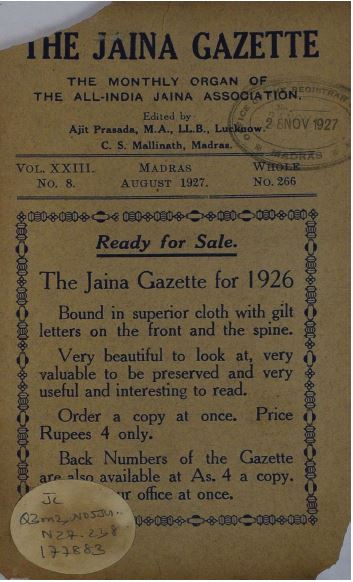 THE JAINA GAZETTE
THE MONTHLY ORGAN OF
THE ALL-INDIA JAINA ASSOCIATION.
Edited by
Ajit Prasada, M.A., LL.B., Lucknow.
C. S. Mallinath, Madras.
REGISTRAR
28 NOV 1927
MADRAS
VOL. XXIII. MADRAS WHOLE
No. 8. AUGUST 1927. No. 266
Ready for Sale.
The Jaina Gazette for 1926
Bound in superior cloth with gilt
letters on the front and the spine.
Very beautiful to look at, very
valuable to be preserved and very
useful and interesting to read.
Order a copy at once. Price
Rupees 4 only.
Back Numbers of the Gazette
are also available at As. 4 a copy.
ur office at once.
N27.238
177883